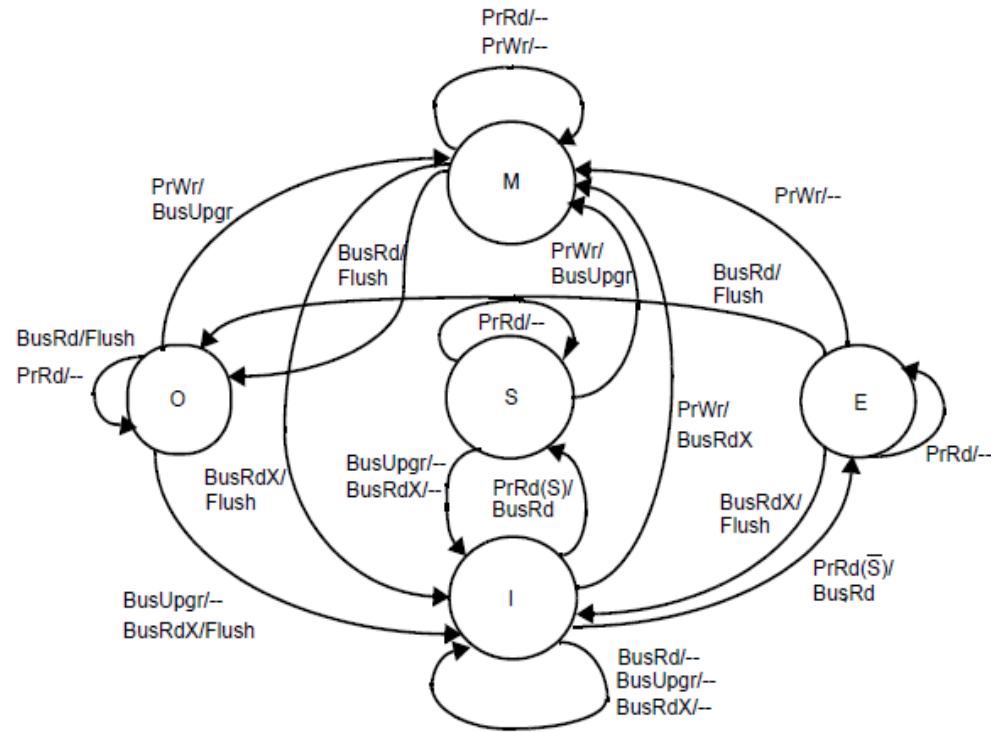 PrRd/--
PrWr/--
M
PrWr/
BusUpgr
PrWr/--
BusRd/
Flush
PrWr/
BusUpgr
BusRd/
Flush
BusRd/Flush
PrRd/--
PrRd/--
O
S
E
PrWr/
BusRdX
PrRd/--
BusUpgr/--
BusRdX/--
BusRdX/
Flush
PrRd(S)/
BusRd
BusRdX/
Flush
PrRd(S̅)/
BusRd
I
BusUpgr/--
BusRdX/Flush
BusRd/--
BusUpgr/--
BusRdX/--